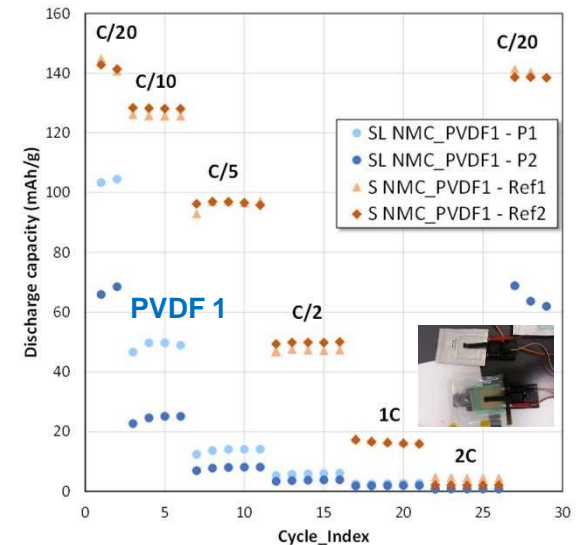 160
140
120
100
80
60
40
20
0
Discharge capacity (mAh/g)
C/20
C/10
C/5
C/2
1C
2C
C/20
SL NMC_PVDF1 - P1
SL NMC_PVDF1 - P2
S NMC_PVDF1 - Ref1
S NMC_PVDF1 - Ref2
PVDF 1
0 5 10 15 20 25 30
Cycle_Index